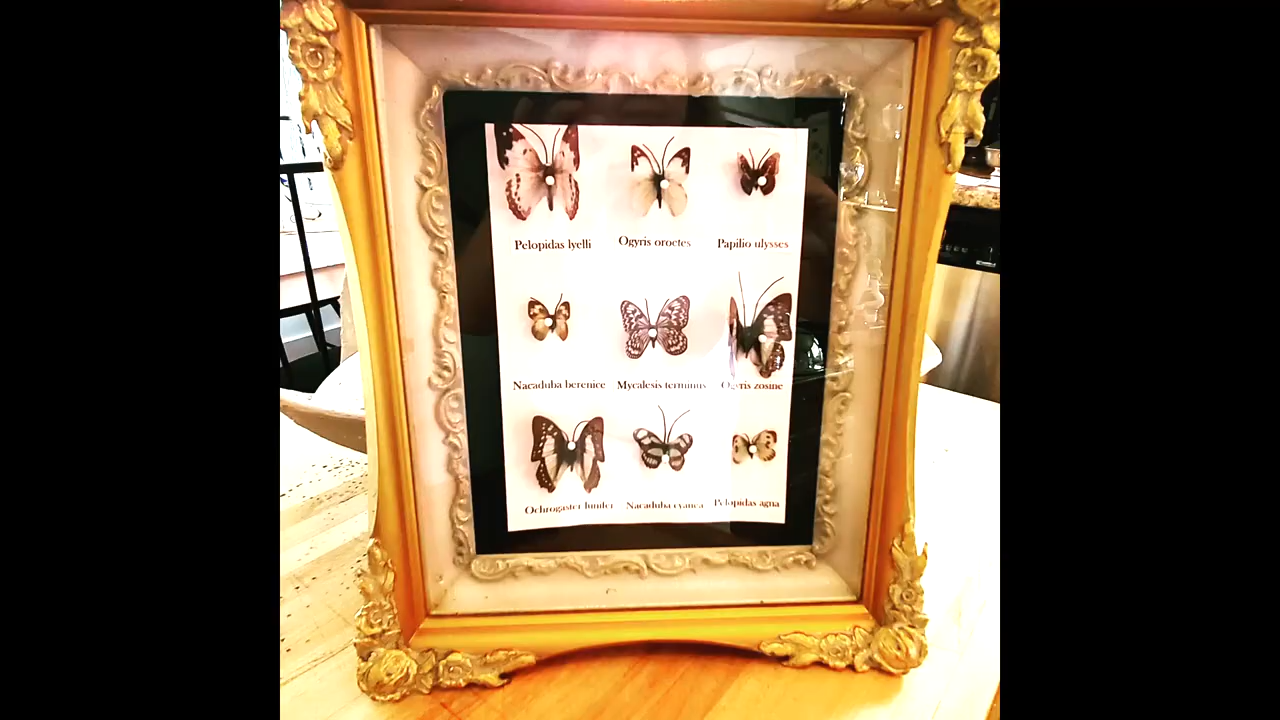 Pelopidas lyelli Ogyris oroetes Papilio ulysses
Nacaduba berenice Mycalesis terminus Ogyris zosine
Ochrogaster lunifer Nacaduba cyanea Pelopidas agna